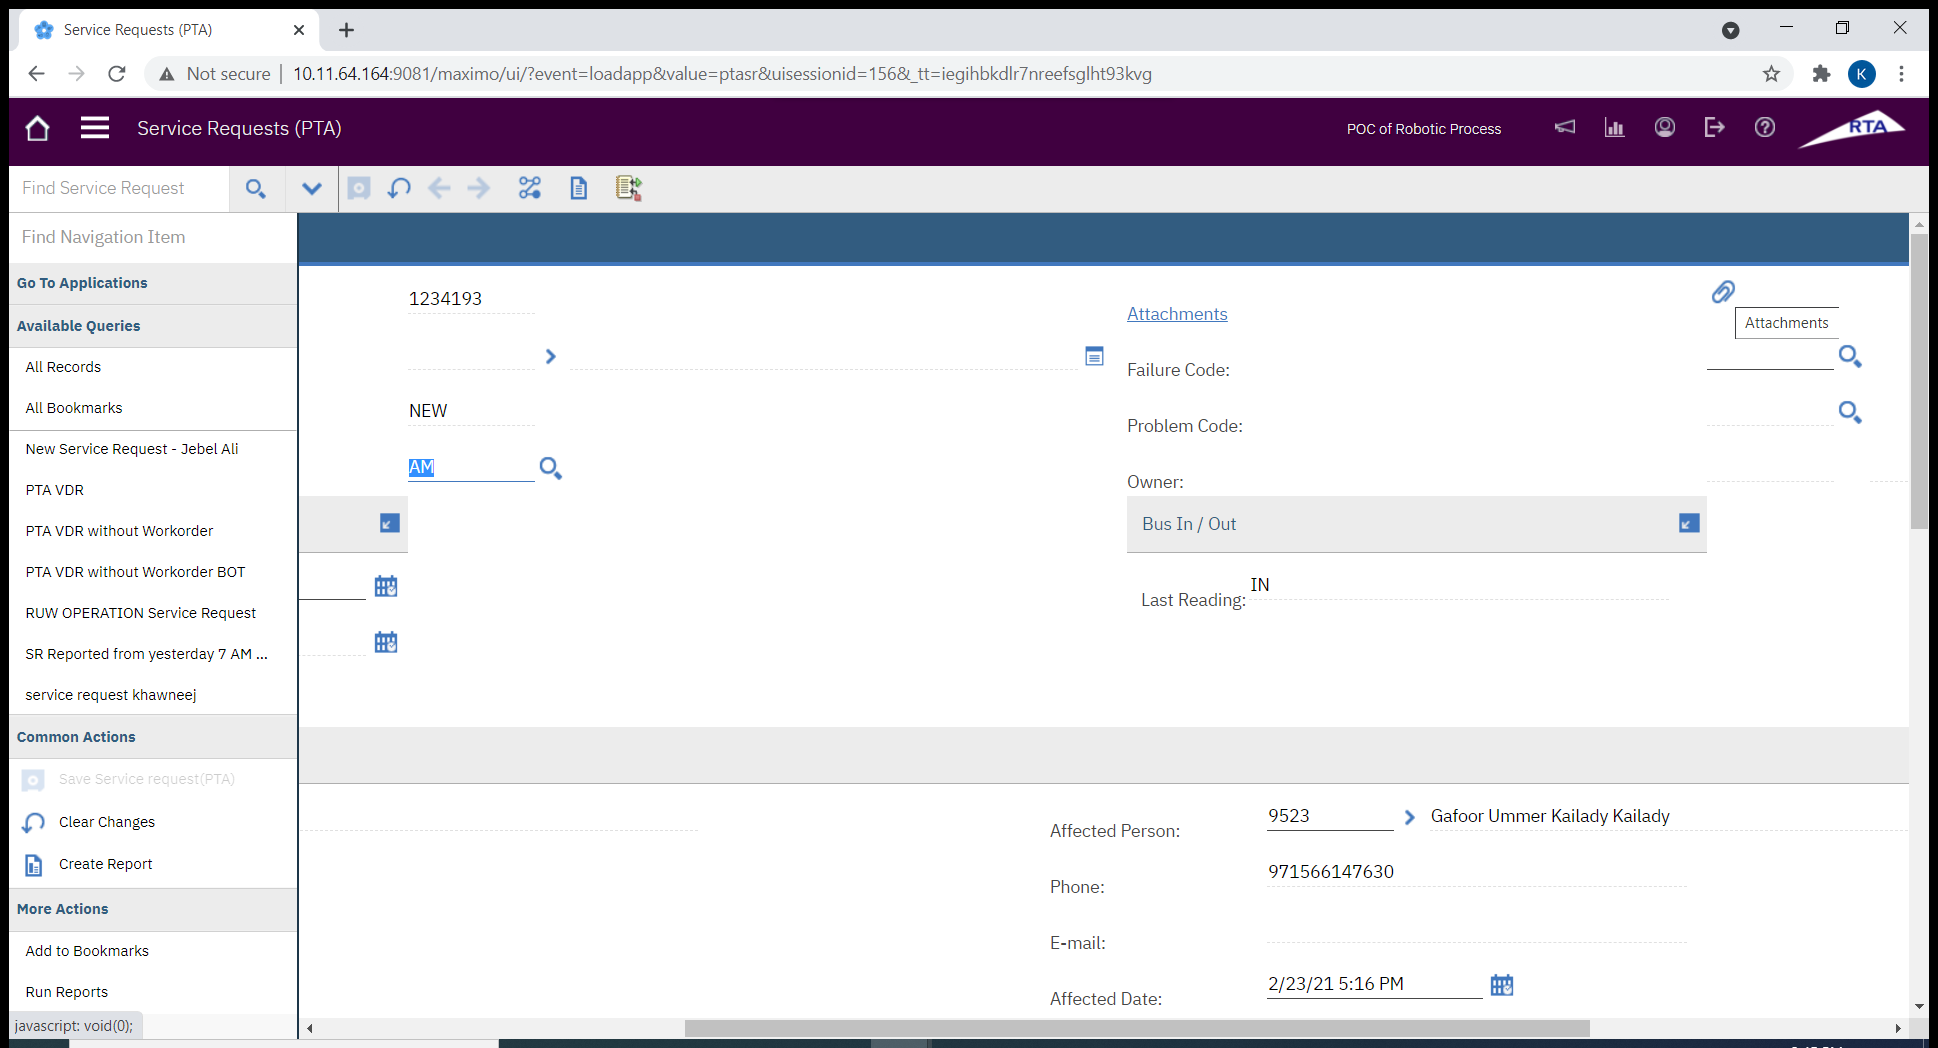 Service Requests (PTA)
Not secure
10.11.64.164:9081/maximo/ui/?event=loadapp&value=ptasr&uisessionid=156&_tt=iegihbkdlr7nreefsglht93kvg
K
Service Requests (PTA)
POC of Robotic Process
RTA
Find Service Request
Find Navigation Item
Go To Applications
Available Queries
All Records
All Bookmarks
New Service Request - Jebel Ali
PTA VDR
PTA VDR without Workorder
PTA VDR without Workorder BOT
RUW OPERATION Service Request
SR Reported from yesterday 7 AM ...
service request khawneej
Common Actions
Save Service request(PTA)
Clear Changes
Create Report
More Actions
Add to Bookmarks
Run Reports
javascript: void(0);
1234193
NEW
AM
Attachments
Attachments
Failure Code:
Problem Code:
Owner:
Bus In / Out
Last Reading: IN
Affected Person: 9523 Gafoor Ummer Kailady Kailady
Phone: 971566147630
E-mail:
Affected Date: 2/23/21 5:16 PM